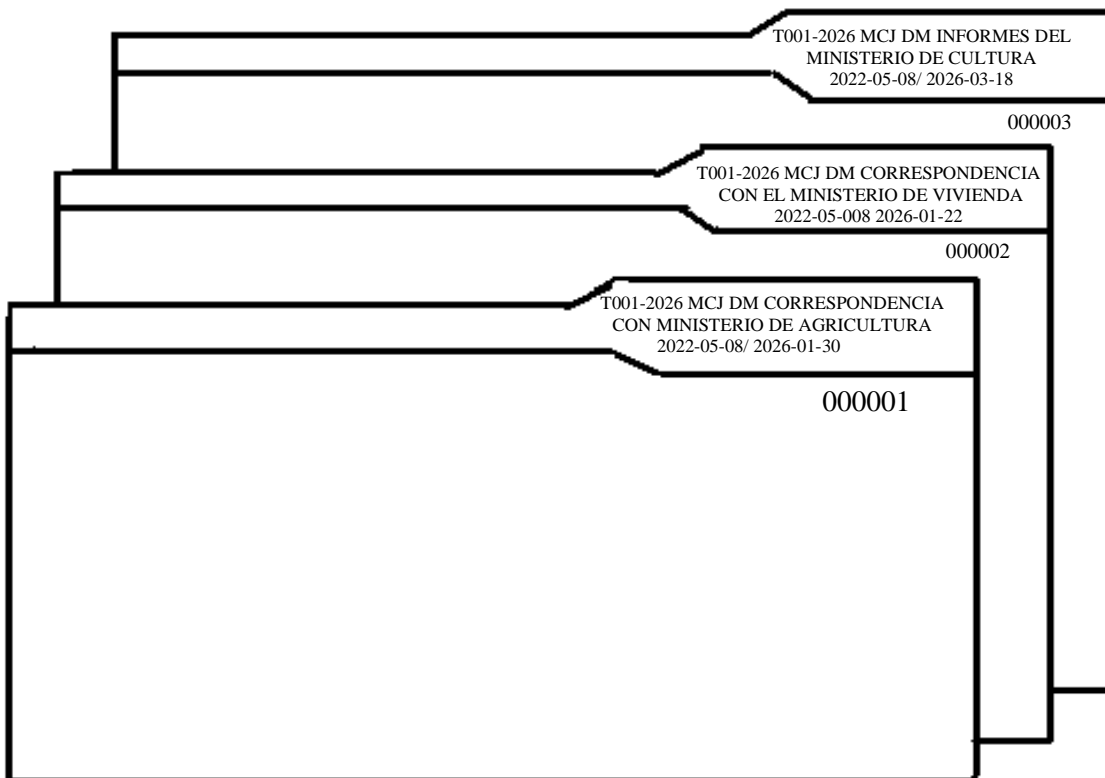 T001-2026 MCJ DM INFORMES DEL
MINISTERIO DE CULTURA
2022-05-08/ 2026-03-18
000003
T001-2026 MCJ DM CORRESPONDENCIA
CON EL MINISTERIO DE VIVIENDA
2022-05-008 2026-01-22
000002
T001-2026 MCJ DM CORRESPONDENCIA
CON MINISTERIO DE AGRICULTURA
2022-05-08/ 2026-01-30
000001